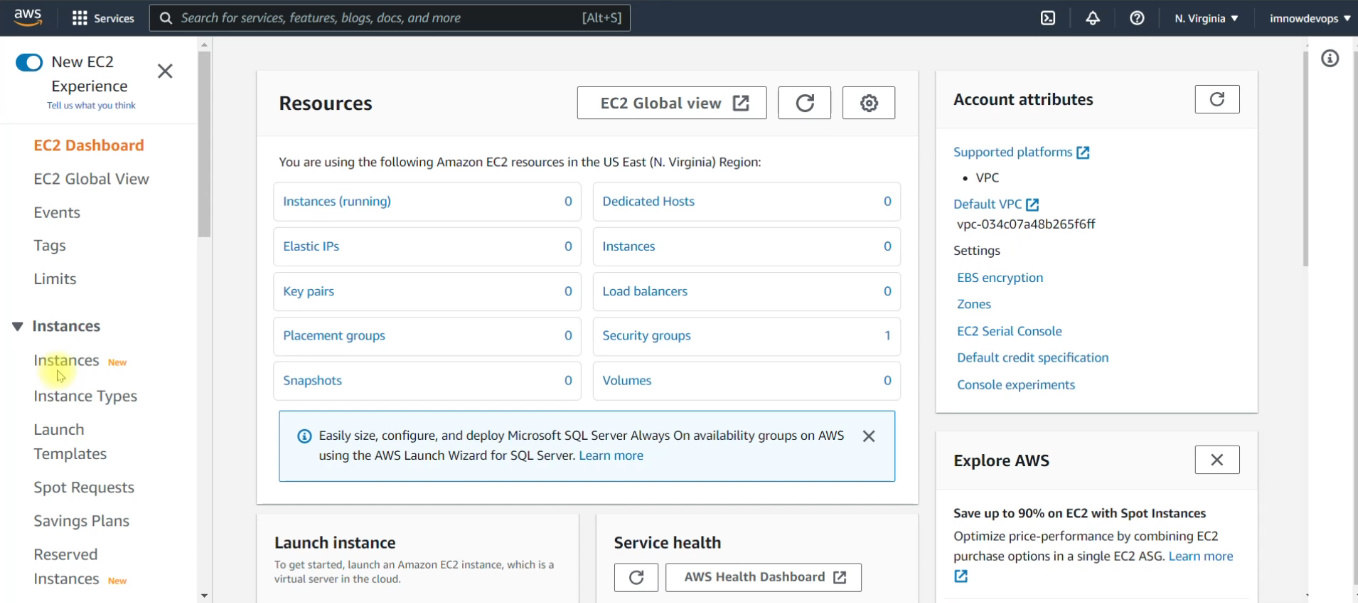 aws
Services
Search for services, features, blogs, docs, and more
[Alt+S]
N. Virginia
imnowdevops
New EC2
Experience
Tell us what you think
EC2 Dashboard
EC2 Global View
Events
Tags
Limits
Instances
Instances New
Instance Types
Launch
Templates
Spot Requests
Savings Plans
Reserved
Instances New
Resources
EC2 Global view
You are using the following Amazon EC2 resources in the US East (N. Virginia) Region:
Instances (running) 0
Dedicated Hosts 0
Elastic IPs 0
Instances 0
Key pairs 0
Load balancers 0
Placement groups 0
Security groups 1
Snapshots 0
Volumes 0
Easily size, configure, and deploy Microsoft SQL Server Always On availability groups on AWS
using the AWS Launch Wizard for SQL Server. Learn more
Launch instance
To get started, launch an Amazon EC2 instance, which is a
virtual server in the cloud.
Service health
AWS Health Dashboard
Account attributes
Supported platforms
• VPC
Default VPC
vpc-034c07a48b265f6ff
Settings
EBS encryption
Zones
EC2 Serial Console
Default credit specification
Console experiments
Explore AWS
Save up to 90% on EC2 with Spot Instances
Optimize price-performance by combining EC2
purchase options in a single EC2 ASG. Learn more